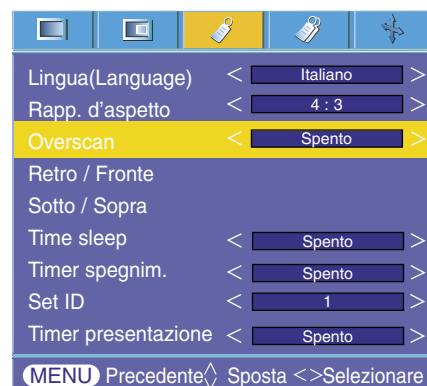 Lingua(Language) < Italiano >
Rapp. d'aspetto < 4 : 3 >
Overscan < Spento >
Retro / Fronte
Sotto / Sopra
Time sleep < Spento >
Timer spegnim. < Spento >
Set ID < 1 >
Timer presentazione < Spento >
MENU Precedente◇ Sposta <>Selezionare